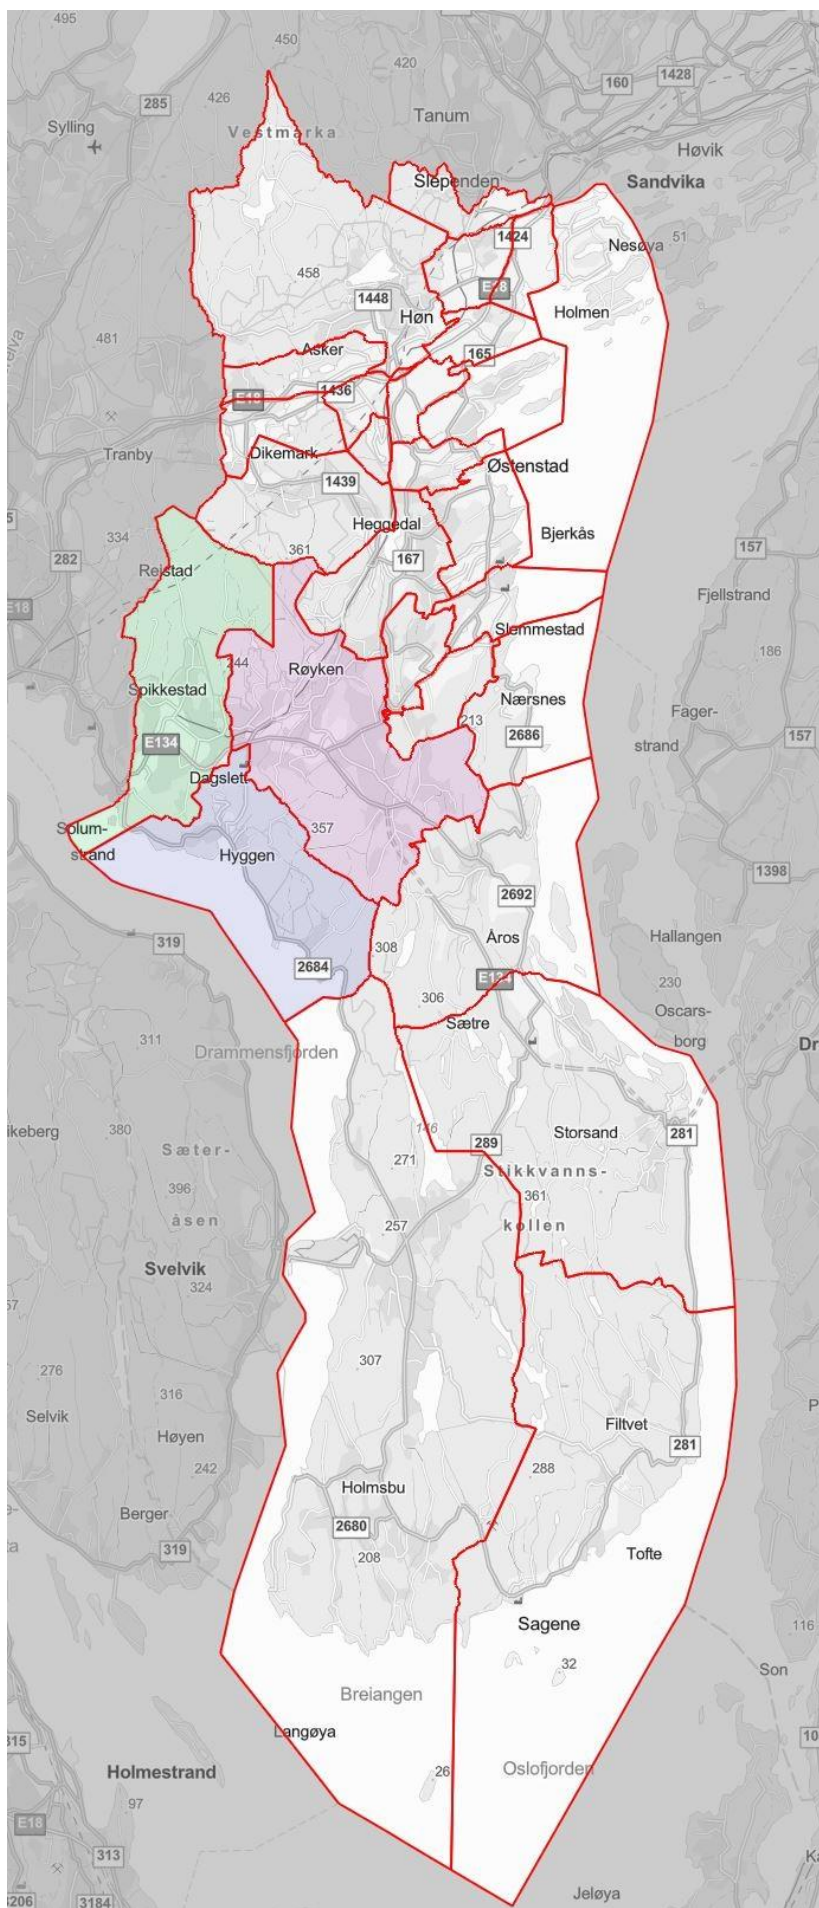 495
450
420
1428
160
285
426
Tanum
Sylling
Vestmarka
Høvik
Slependen
Sandvika
1424
51
Nesøya
458
E18
1448
Holmen
Høn
481
Asker
165
1436
E18
Tranby
Dikemark
Østenstad
1439
Heggedal
334
Bjerkås
361
157
282
167
Reistad
Fjellstrand
E18
Slemmestad
186
244
Røyken
Spikkestad
Nærsnes
Fager-
213
E134
2686
157
strand
Dagslett
357
Solum-
strand
Hyggen
1398
2692
Hallangen
319
308
Åros
2684
230
E134
306
Oscars-
Sætre
borg
311
Dr
Drammensfjorden
ikeberg
380
146
Storsand
281
289
Sæter-
271
Stikkvanns-
396
361
åsen
257
kollen
Svelvik
324
57
307
276
316
Selvik
Filtvet
Høyen
281
242
288
Holmsbu
Berger
2680
319
208
Tofte
Sagene
116
32
Son
Breiangen
Langøya
315
10
Oslofjorden
Holmestrand
26
97
E18
313
3206
3184
Jeløya